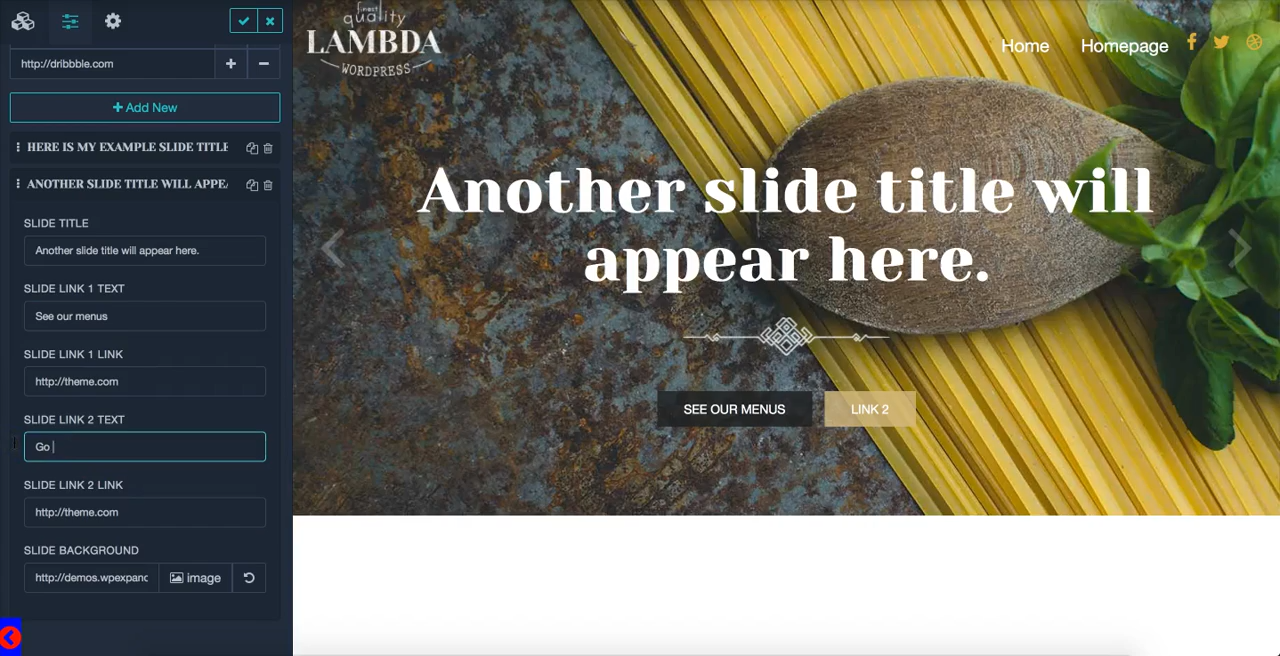 http://dribbble.com
Add New
HERE IS MY EXAMPLE SLIDE TITLE
ANOTHER SLIDE TITLE WILL APPEA
SLIDE TITLE
Another slide title will appear here.
SLIDE LINK 1 TEXT
See our menus
SLIDE LINK 1 LINK
http://theme.com
SLIDE LINK 2 TEXT
Go
SLIDE LINK 2 LINK
http://theme.com
SLIDE BACKGROUND
http://demos.wpexpand
image
finest
quality
LAMBDA
WORDPRESS
Home Homepage
Another slide title will
appear here.
SEE OUR MENUS LINK 2